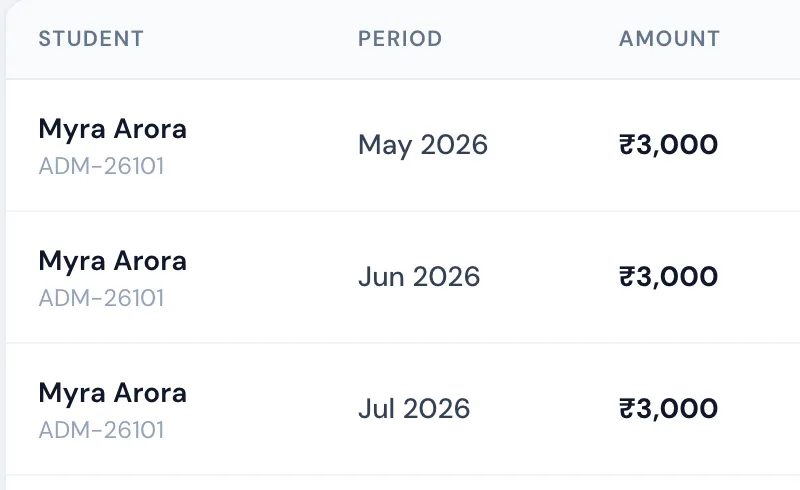 STUDENT PERIOD AMOUNT
Myra Arora
ADM-26101
May 2026 ₹3,000
Myra Arora
ADM-26101
Jun 2026 ₹3,000
Myra Arora
ADM-26101
Jul 2026 ₹3,000